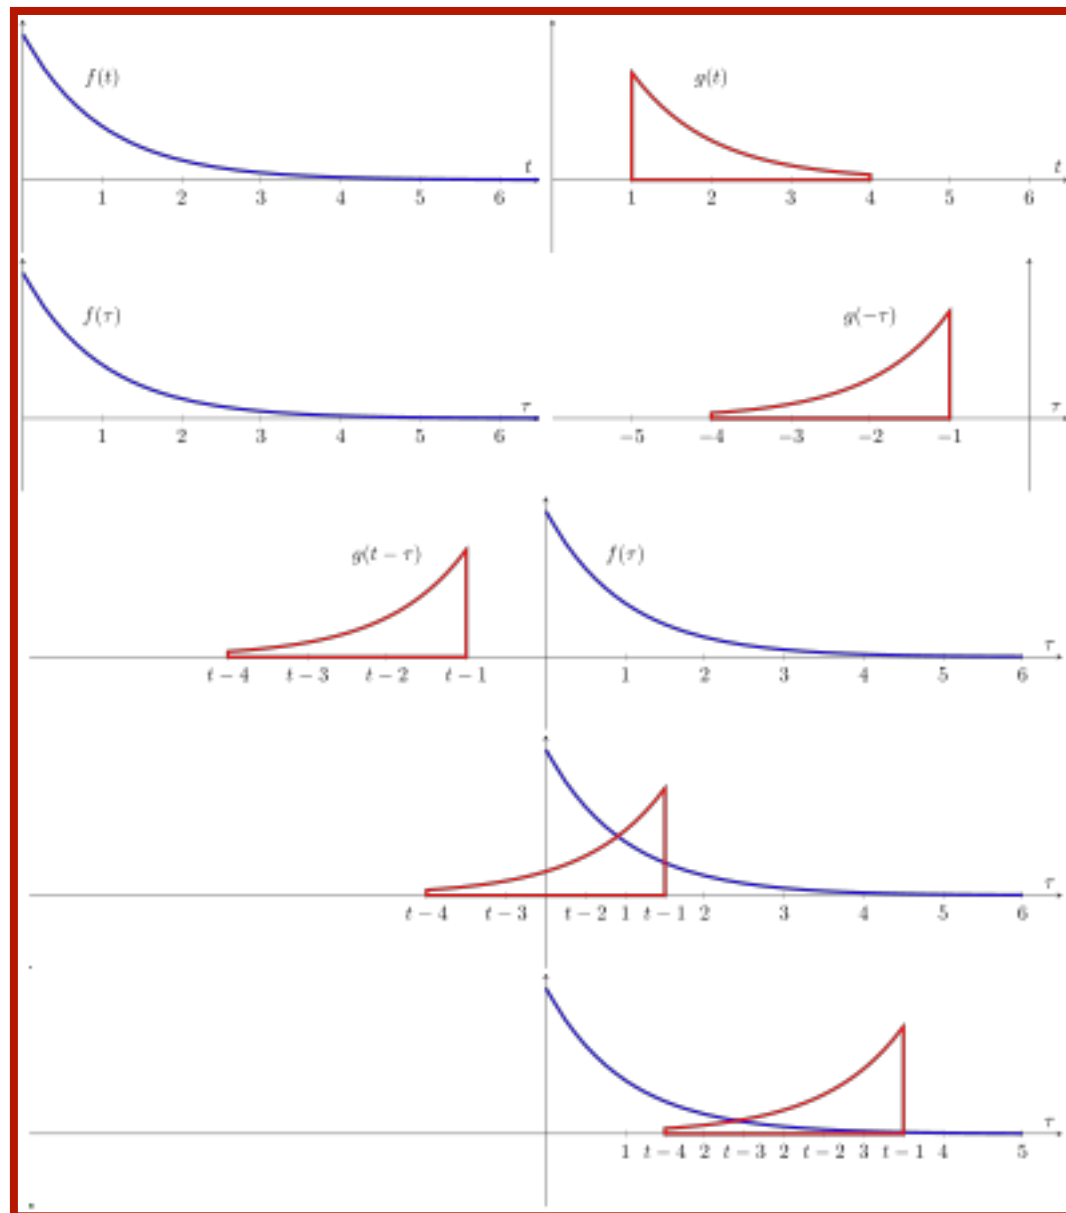 f(t) g(t)
t t
1 2 3 4 5 6 1 2 3 4 5 6
f(τ) g(−τ)
τ τ
1 2 3 4 5 6 −5 −4 −3 −2 −1
g(t − τ) f(τ)
τ
t − 4 t − 3 t − 2 t − 1 1 2 3 4 5 6
τ
t − 4 t − 3 t − 2 1 t − 1 2 3 4 5 6
τ
1 t − 4 2 t − 3 2 t − 2 3 t − 1 4 5